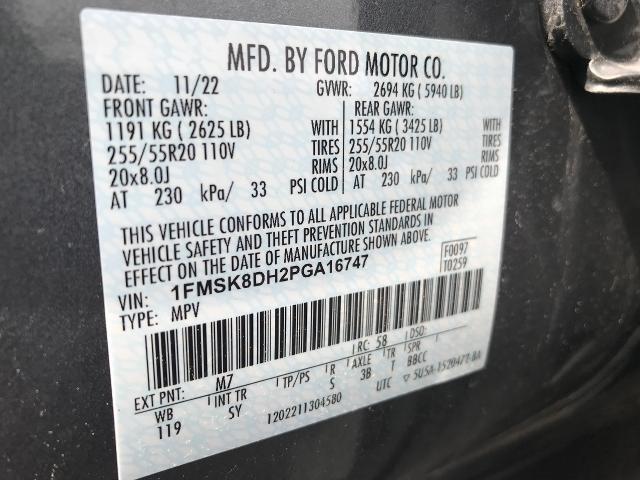 MFD. BY FORD MOTOR CO.
DATE: 11/22 GVWR: 2694 KG ( 5940 LB)
FRONT GAWR: REAR GAWR:
1191 KG ( 2625 LB) WITH 1554 KG ( 3425 LB) WITH
255/55R20 110V TIRES 255/55R20 110V TIRES
20x8.0J RIMS 20x8.0J RIMS
AT 230 kPa/ 33 PSI COLD AT 230 kPa/ 33 PSI COLD
THIS VEHICLE CONFORMS TO ALL APPLICABLE FEDERAL MOTOR
VEHICLE SAFETY AND THEFT PREVENTION STANDARDS IN
EFFECT ON THE DATE OF MANUFACTURE SHOWN ABOVE.
F0097
T0259
VIN: 1FMSK8DH2PGA16747
TYPE: MPV
EXT PNT: M7 RC: 58 DSO:
WB INT TR TP/PS R AXLE TR SPR
119 SY S 3B T BBCC
1202211304580 UTC